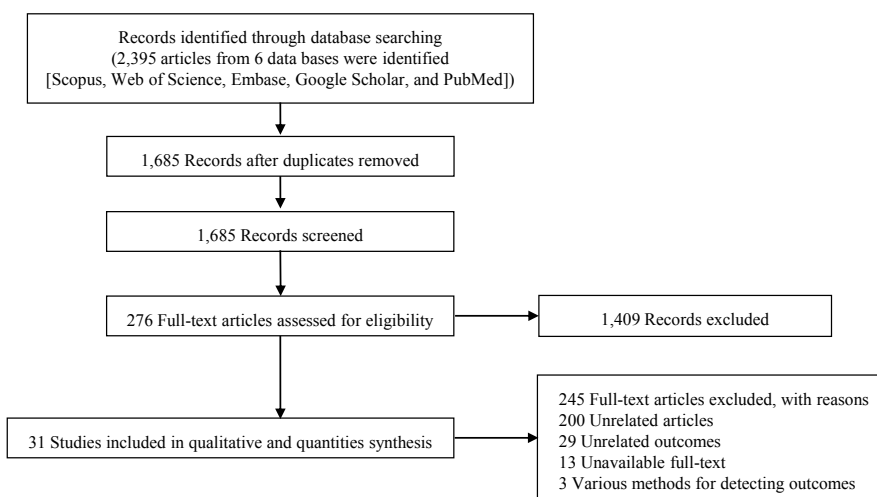 Records identified through database searching
(2,395 articles from 6 data bases were identified
[Scopus, Web of Science, Embase, Google Scholar, and PubMed])
1,685 Records after duplicates removed
1,685 Records screened
276 Full-text articles assessed for eligibility
1,409 Records excluded
31 Studies included in qualitative and quantities synthesis
245 Full-text articles excluded, with reasons
200 Unrelated articles
29 Unrelated outcomes
13 Unavailable full-text
3 Various methods for detecting outcomes